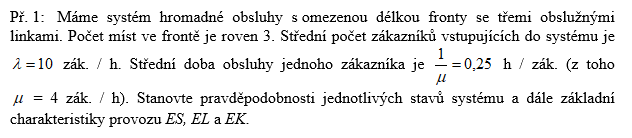 Př. 1: Máme systém hromadné obsluhy s omezenou délkou fronty se třemi obslužnými
linkami. Počet míst ve frontě je roven 3. Střední počet zákazníků vstupujících do systému je
λ = 10 zák. / h. Střední doba obsluhy jednoho zákazníka je 1/μ = 0,25 h / zák. (z toho
μ = 4 zák. / h). Stanovte pravděpodobnosti jednotlivých stavů systému a dále základní
charakteristiky provozu ES, EL a EK.